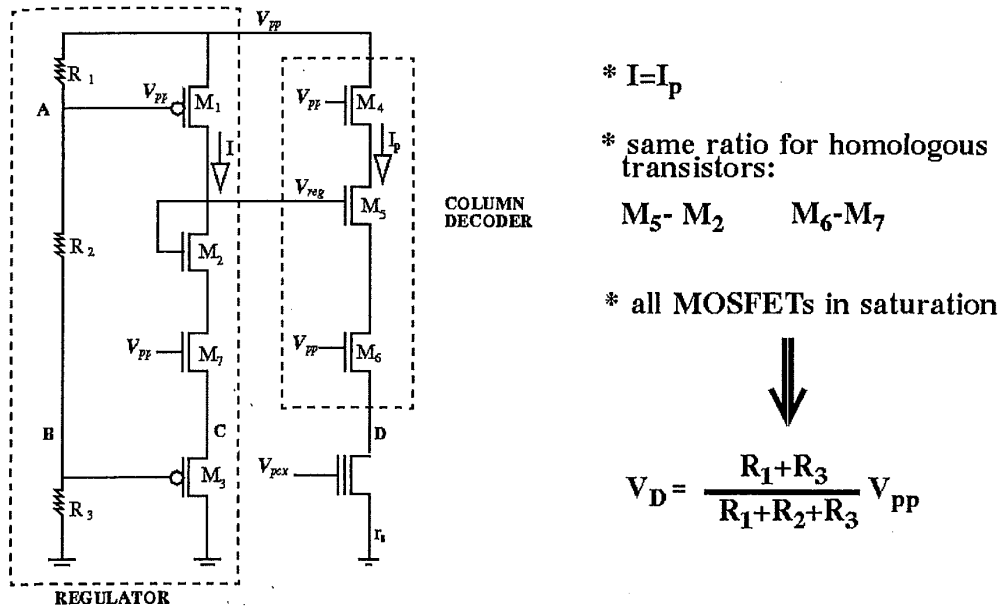 V_pp
R_1
A
V_pp
M_1
I
V_pp
M_4
I_p
V_reg
M_5
COLUMN
DECODER
R_2
M_2
V_pp
M_7
V_pp
M_6
B
C
D
M_3
V_pcx
R_3
r_s
REGULATOR
* I=I_p
* same ratio for homologous
transistors:
M_5- M_2 M_6-M_7
* all MOSFETs in saturation
V_D= R_1+R_3 / R_1+R_2+R_3 V_pp